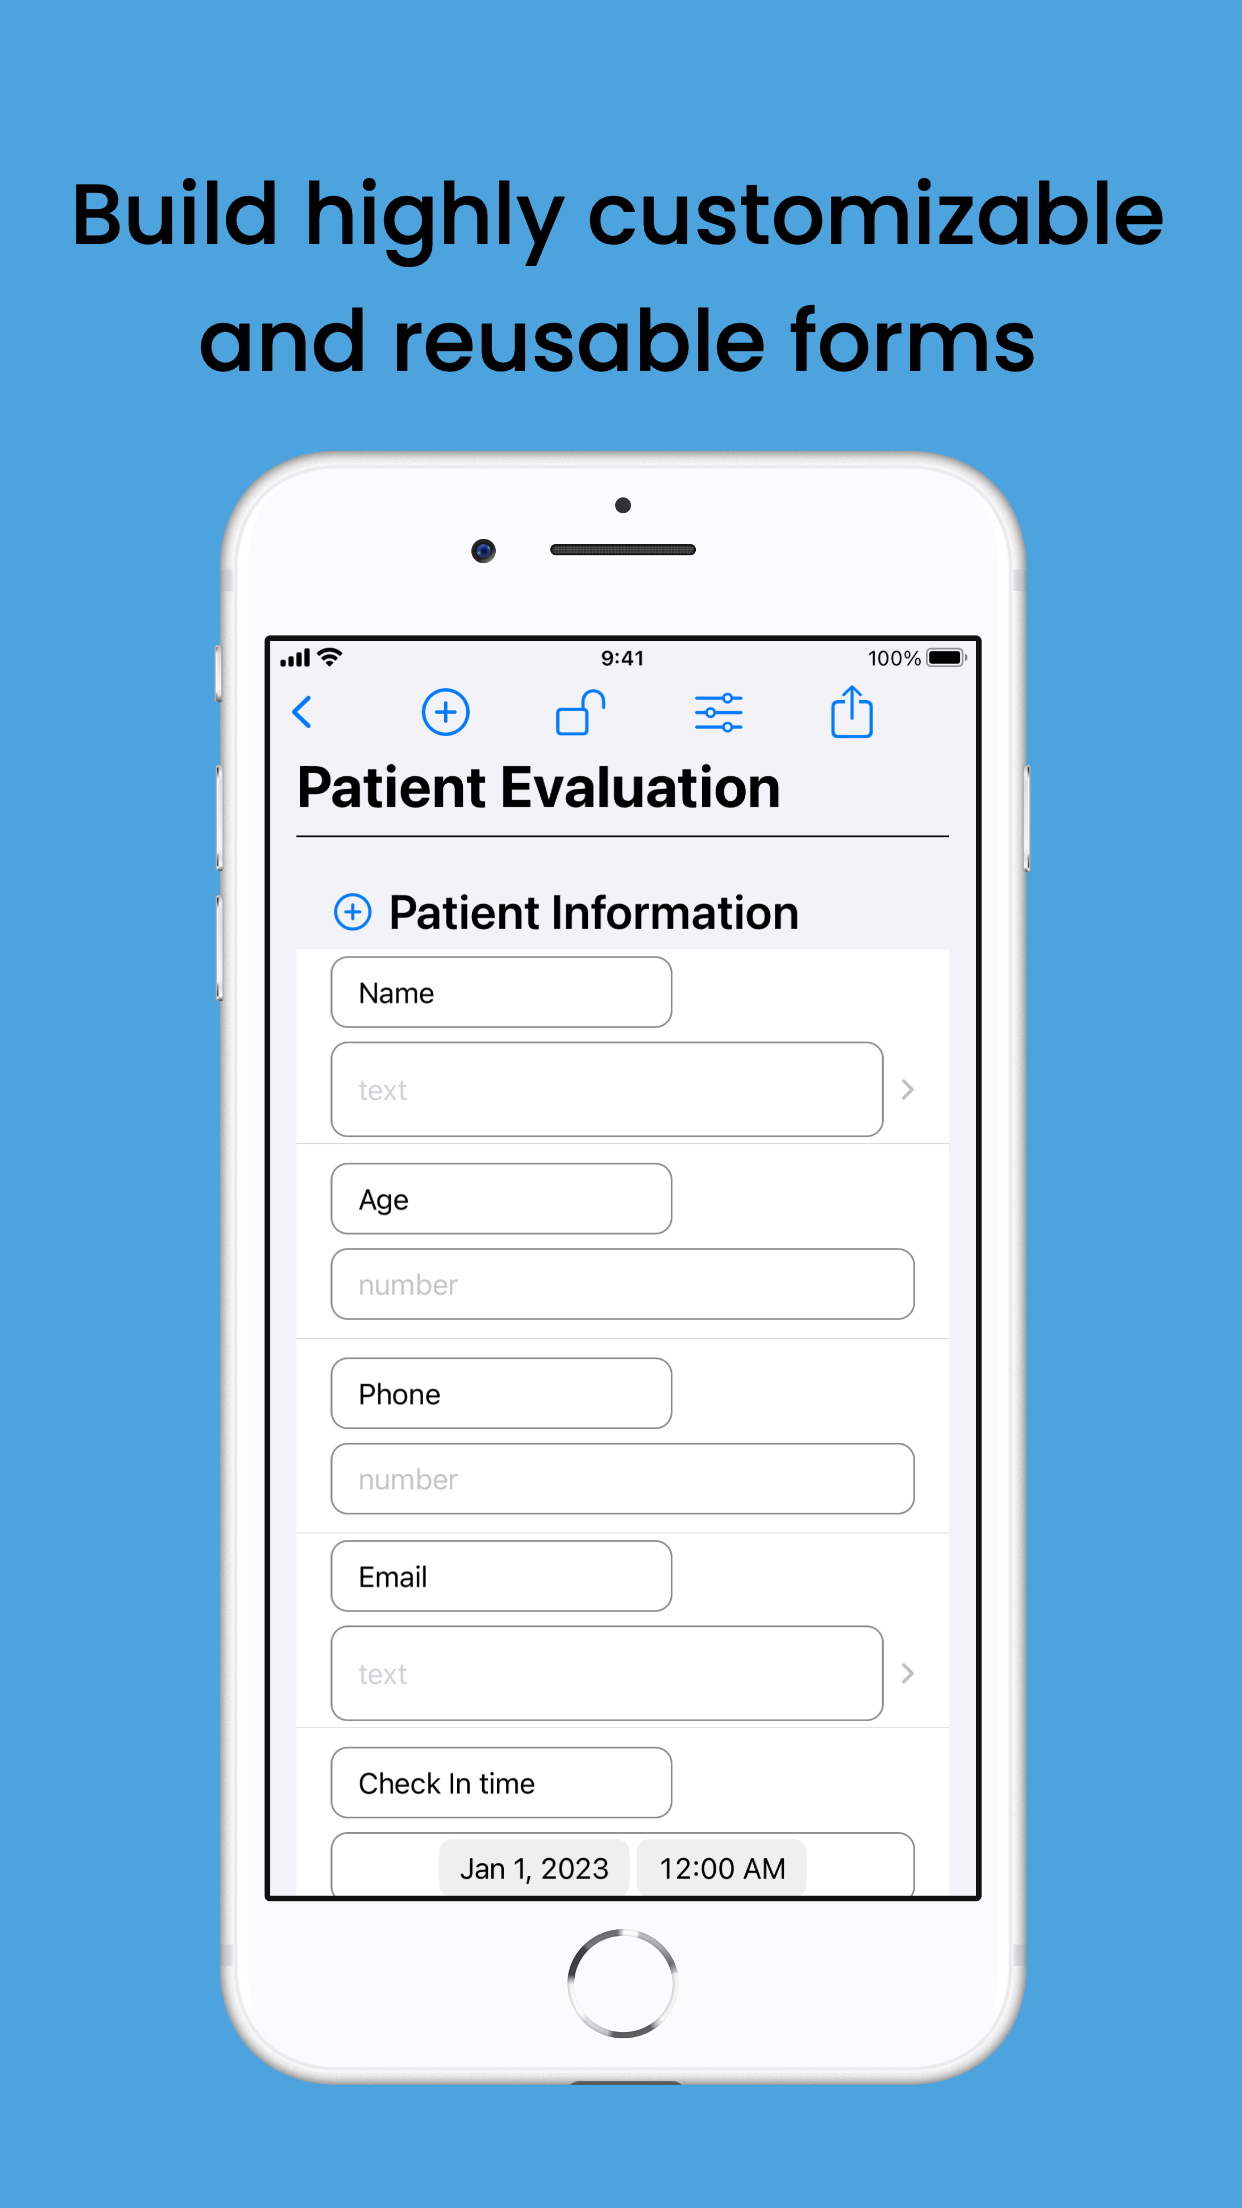 Build highly customizable
and reusable forms
9:41
100%
Patient Evaluation
Patient Information
Name
text
Age
number
Phone
number
Email
text
Check In time
Jan 1, 2023 12:00 AM